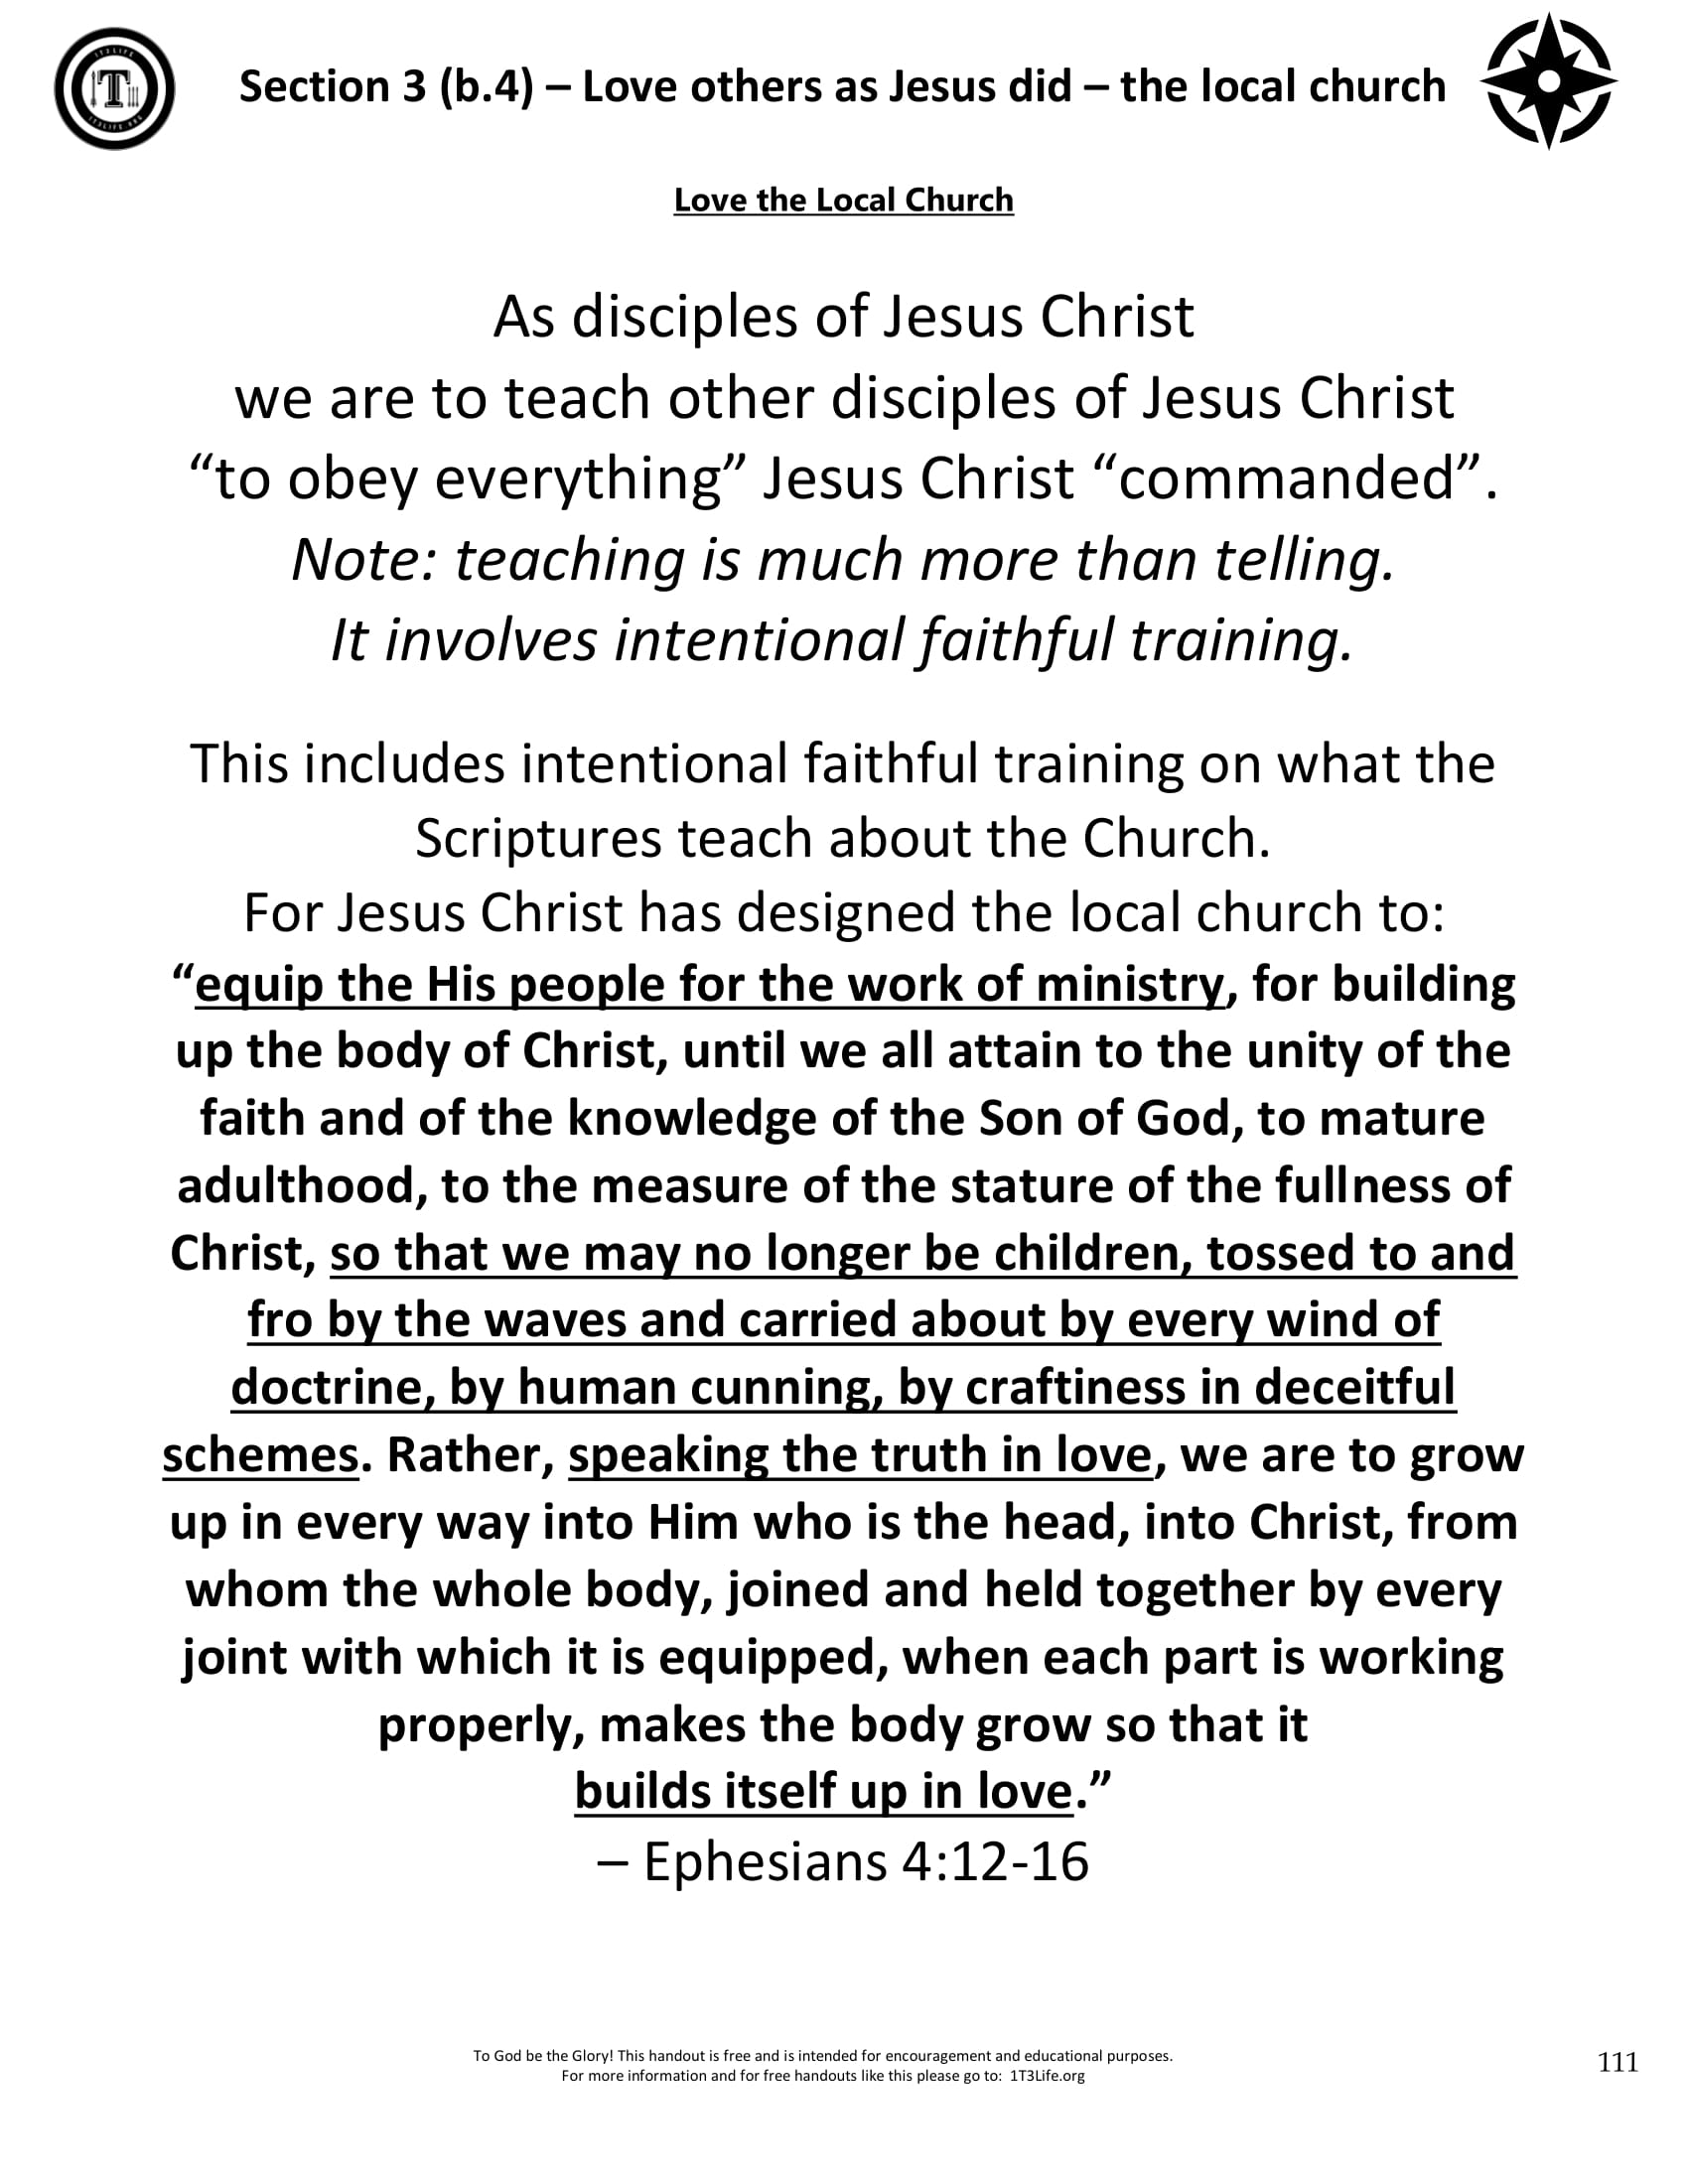 Section 3 (b.4) – Love others as Jesus did – the local church
1T3LIFE
T
1T3LIFE.ORG
Love the Local Church
As disciples of Jesus Christ
we are to teach other disciples of Jesus Christ
“to obey everything” Jesus Christ “commanded”.
Note: teaching is much more than telling.
It involves intentional faithful training.
This includes intentional faithful training on what the
Scriptures teach about the Church.
For Jesus Christ has designed the local church to:
“equip the His people for the work of ministry, for building
up the body of Christ, until we all attain to the unity of the
faith and of the knowledge of the Son of God, to mature
adulthood, to the measure of the stature of the fullness of
Christ, so that we may no longer be children, tossed to and
fro by the waves and carried about by every wind of
doctrine, by human cunning, by craftiness in deceitful
schemes. Rather, speaking the truth in love, we are to grow
up in every way into Him who is the head, into Christ, from
whom the whole body, joined and held together by every
joint with which it is equipped, when each part is working
properly, makes the body grow so that it
builds itself up in love.”
– Ephesians 4:12-16
To God be the Glory! This handout is free and is intended for encouragement and educational purposes.
For more information and for free handouts like this please go to:  1T3Life.org
111